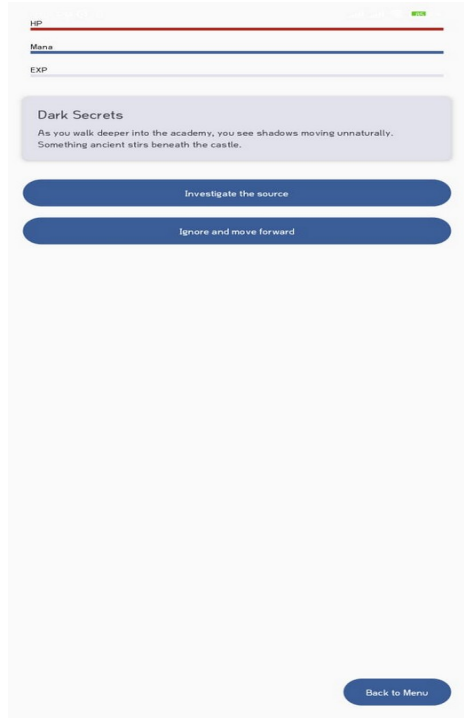 HP
Mana
EXP
Dark Secrets
As you walk deeper into the academy, you see shadows moving unnaturally.
Something ancient stirs beneath the castle.
Investigate the source
Ignore and move forward
Back to Menu